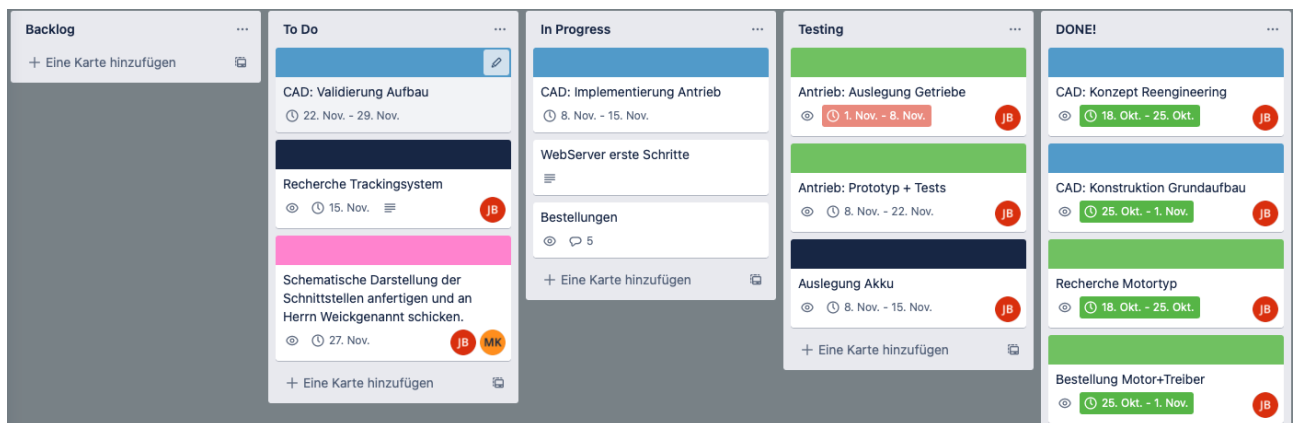 Backlog
+ Eine Karte hinzufügen
To Do
CAD: Validierung Aufbau
22. Nov. - 29. Nov.
Recherche Trackingsystem
15. Nov.
JB
Schematische Darstellung der
Schnittstellen anfertigen und an
Herrn Weickgenannt schicken.
27. Nov.
JB MK
+ Eine Karte hinzufügen
In Progress
CAD: Implementierung Antrieb
8. Nov. - 15. Nov.
WebServer erste Schritte
Bestellungen
5
+ Eine Karte hinzufügen
Testing
Antrieb: Auslegung Getriebe
1. Nov. - 8. Nov.
JB
Antrieb: Prototyp + Tests
8. Nov. - 22. Nov.
JB
Auslegung Akku
8. Nov. - 15. Nov.
JB
+ Eine Karte hinzufügen
DONE!
CAD: Konzept Reengineering
18. Okt. - 25. Okt.
JB
CAD: Konstruktion Grundaufbau
25. Okt. - 1. Nov.
JB
Recherche Motortyp
18. Okt. - 25. Okt.
JB
Bestellung Motor+Treiber
25. Okt. - 1. Nov.
JB